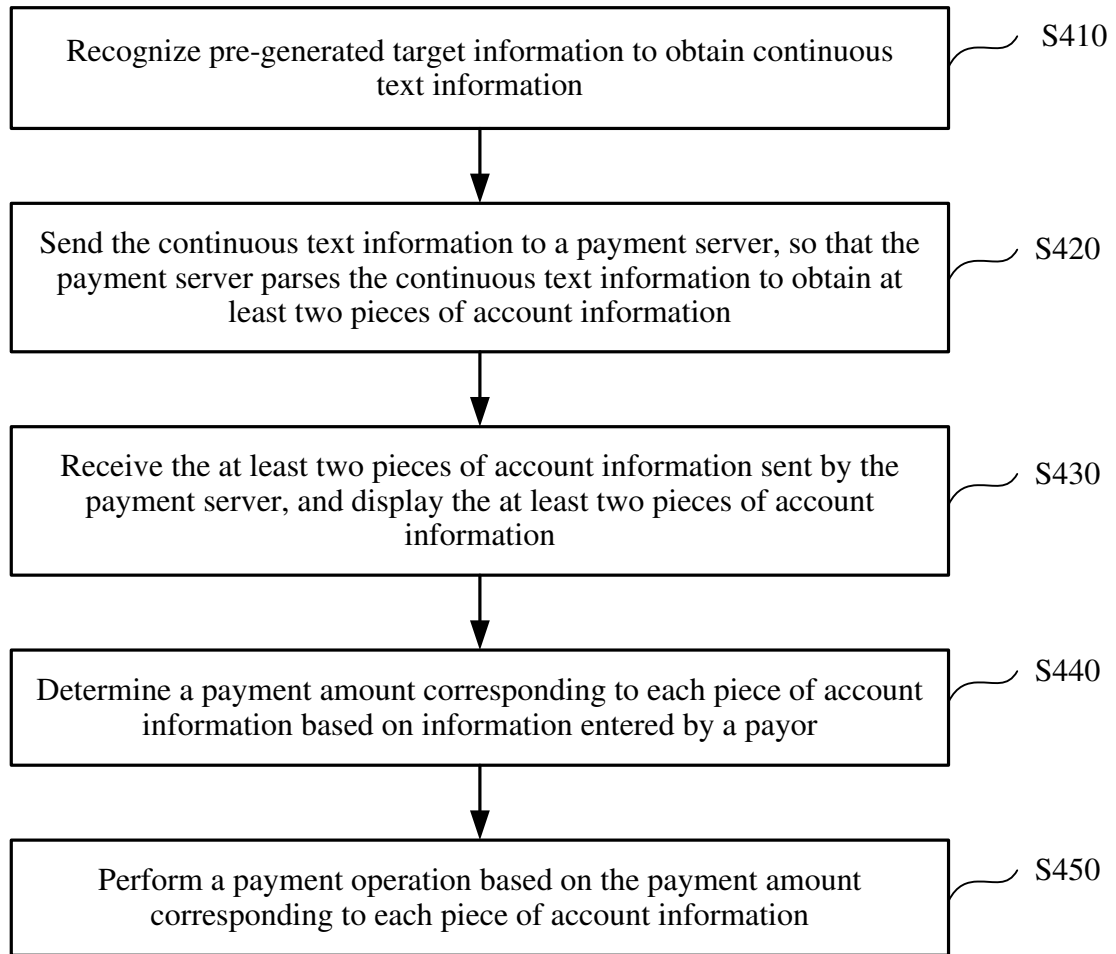 Recognize pre-generated target information to obtain continuous
text information
S410
Send the continuous text information to a payment server, so that the
payment server parses the continuous text information to obtain at
least two pieces of account information
S420
Receive the at least two pieces of account information sent by the
payment server, and display the at least two pieces of account
information
S430
Determine a payment amount corresponding to each piece of account
information based on information entered by a payor
S440
Perform a payment operation based on the payment amount
corresponding to each piece of account information
S450